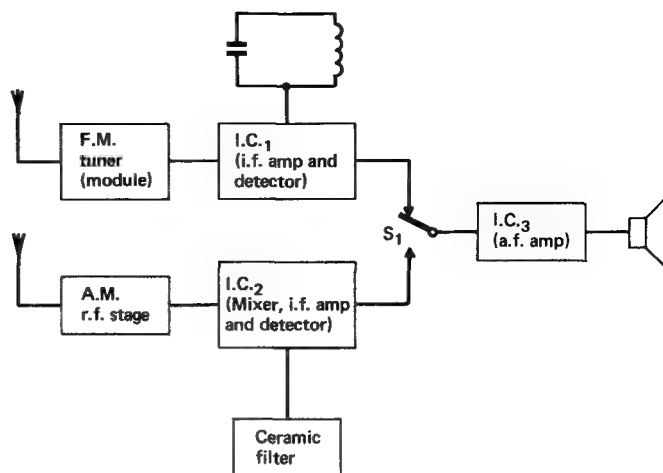 F.M.
tuner
(module)
I.C.1
(i.f. amp and
detector)
S1
I.C.3
(a.f. amp)
A.M.
r.f. stage
I.C.2
(Mixer, i.f. amp
and detector)
Ceramic
filter